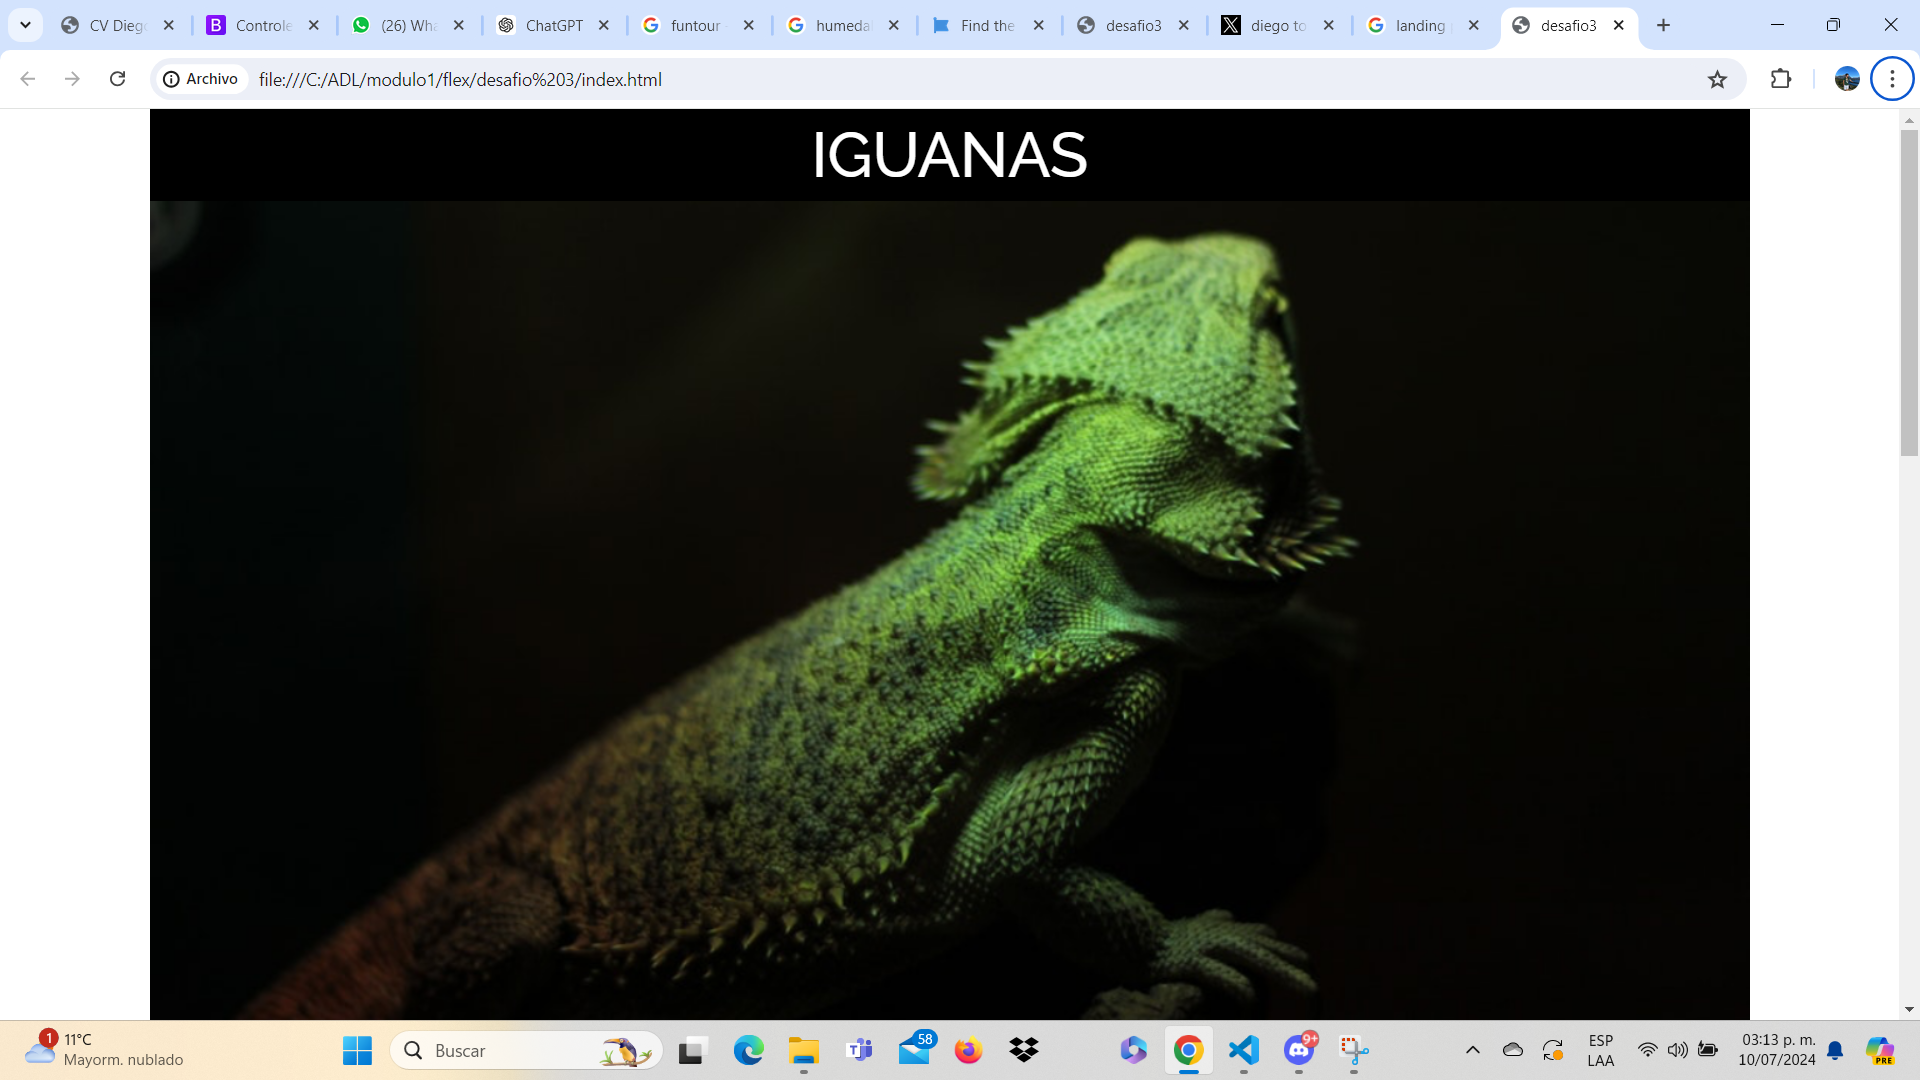 CV Dieg
Controle
(26) Wha
ChatGPT
funtour
humeda
Find the
desafio3
diego to
landing
desafio3
Archivo
file:///C:/ADL/modulo1/flex/desafio%203/index.html
IGUANAS
1
11°C
Mayorm. nublado
Buscar
58
9+
ESP
LAA
03:13 p. m.
10/07/2024
PRE